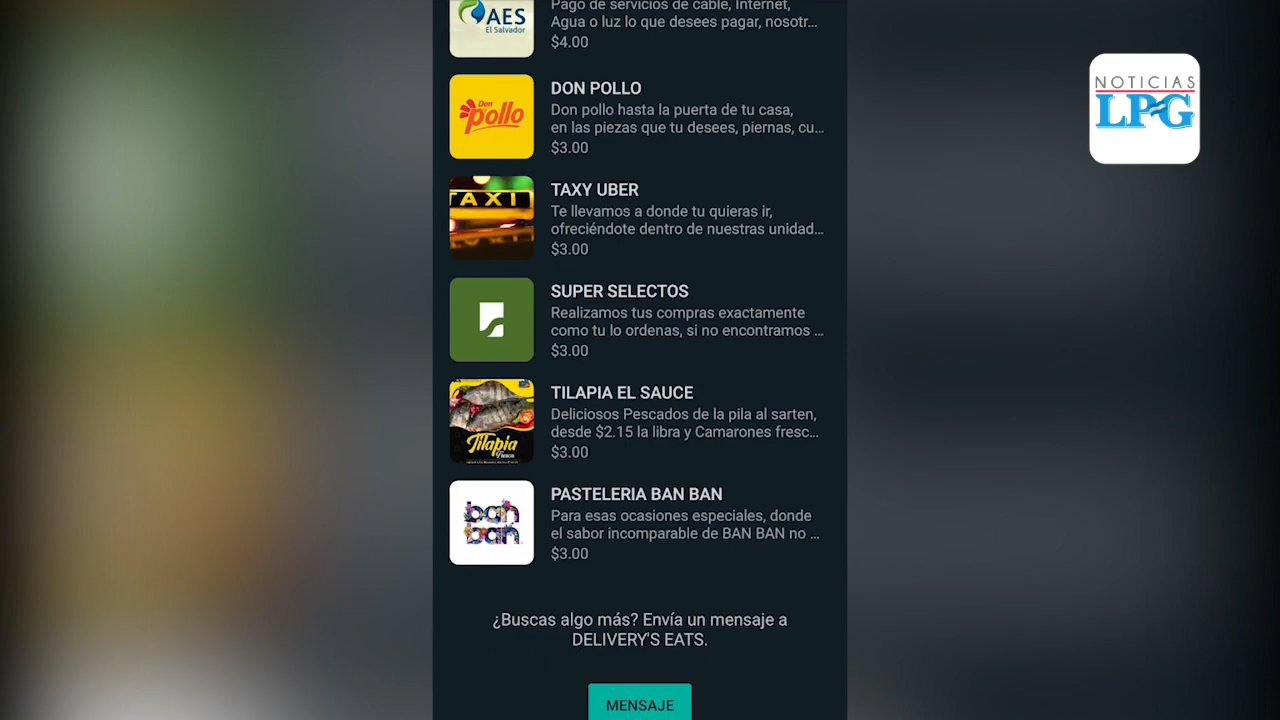 AES
El Salvador
Pago de servicios de cable, Internet,
Agua o luz lo que desees pagar, nosotr...
$4.00
Don
pollo
DON POLLO
Don pollo hasta la puerta de tu casa,
en las piezas que tu desees, piernas, cu...
$3.00
TAXI
TAXY UBER
Te llevamos a donde tu quieras ir,
ofreciéndote dentro de nuestras unidad...
$3.00
SUPER SELECTOS
Realizamos tus compras exactamente
como tu lo ordenas, si no encontramos ...
$3.00
Tilapia
TILAPIA EL SAUCE
Deliciosos Pescados de la pila al sarten,
desde $2.15 la libra y Camarones fresc...
$3.00
ban
ban
PASTELERIA BAN BAN
Para esas ocasiones especiales, donde
el sabor incomparable de BAN BAN no ...
$3.00
¿Buscas algo más? Envía un mensaje a
DELIVERY'S EATS.
MENSAJE
NOTICIAS
LPG